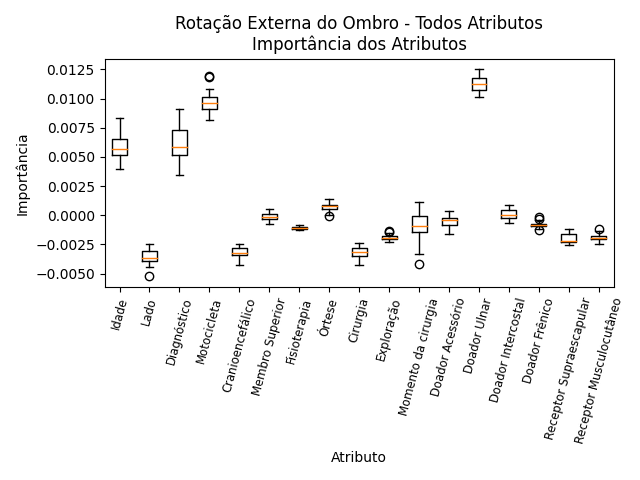 Rotação Externa do Ombro - Todos Atributos
Importância dos Atributos
Importância
0.0125
0.0100
0.0075
0.0050
0.0025
0.0000
−0.0025
−0.0050
Idade
Lado
Diagnóstico
Motocicleta
Cranioencefálico
Membro Superior
Fisioterapia
Órtese
Cirurgia
Exploração
Momento da cirurgia
Doador Acessório
Doador Ulnar
Doador Intercostal
Doador Frênico
Receptor Supraescapular
Receptor Musculocutâneo
Atributo